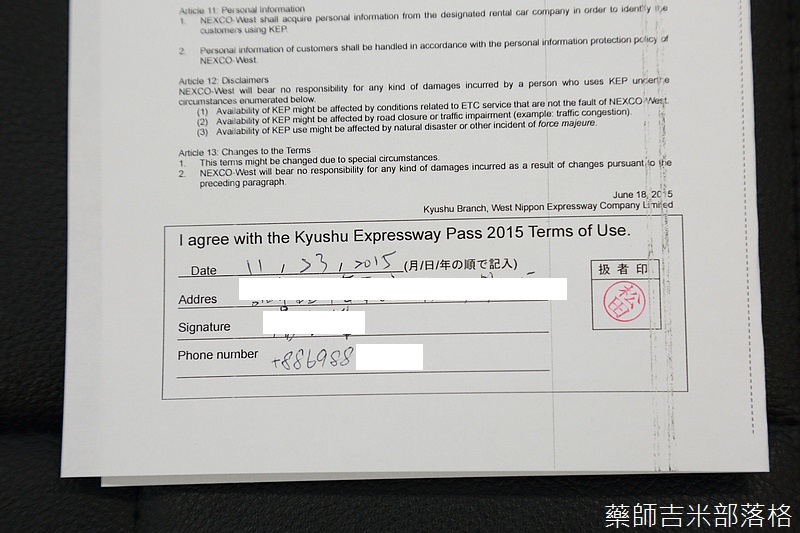 Article 11: Personal Information
1. NEXCO-West shall acquire personal information from the designated rental car company in order to identify the
customers using KEP.
2. Personal information of customers shall be handled in accordance with the personal information protection policy of
NEXCO-West.
Article 12: Disclaimers
NEXCO-West will bear no responsibility for any kind of damages incurred by a person who uses KEP under the
circumstances enumerated below.
(1) Availability of KEP might be affected by conditions related to ETC service that are not the fault of NEXCO West.
(2) Availability of KEP might be affected by road closure or traffic impairment (example: traffic congestion).
(3) Availability of KEP use might be affected by natural disaster or other incident of force majeure.
Article 13: Changes to the Terms
1. This terms might be changed due to special circumstances.
2. NEXCO-West will bear no responsibility for any kind of damages incurred as a result of changes pursuant to the
preceding paragraph.
June 18, 2015
Kyushu Branch, West Nippon Expressway Company Limited
I agree with the Kyushu Expressway Pass 2015 Terms of Use.
Date 11, 23, 2015 (月/日/年の順で記入)
Addres
Signature
Phone number +886988
扱者印
松田
藥師吉米部落格